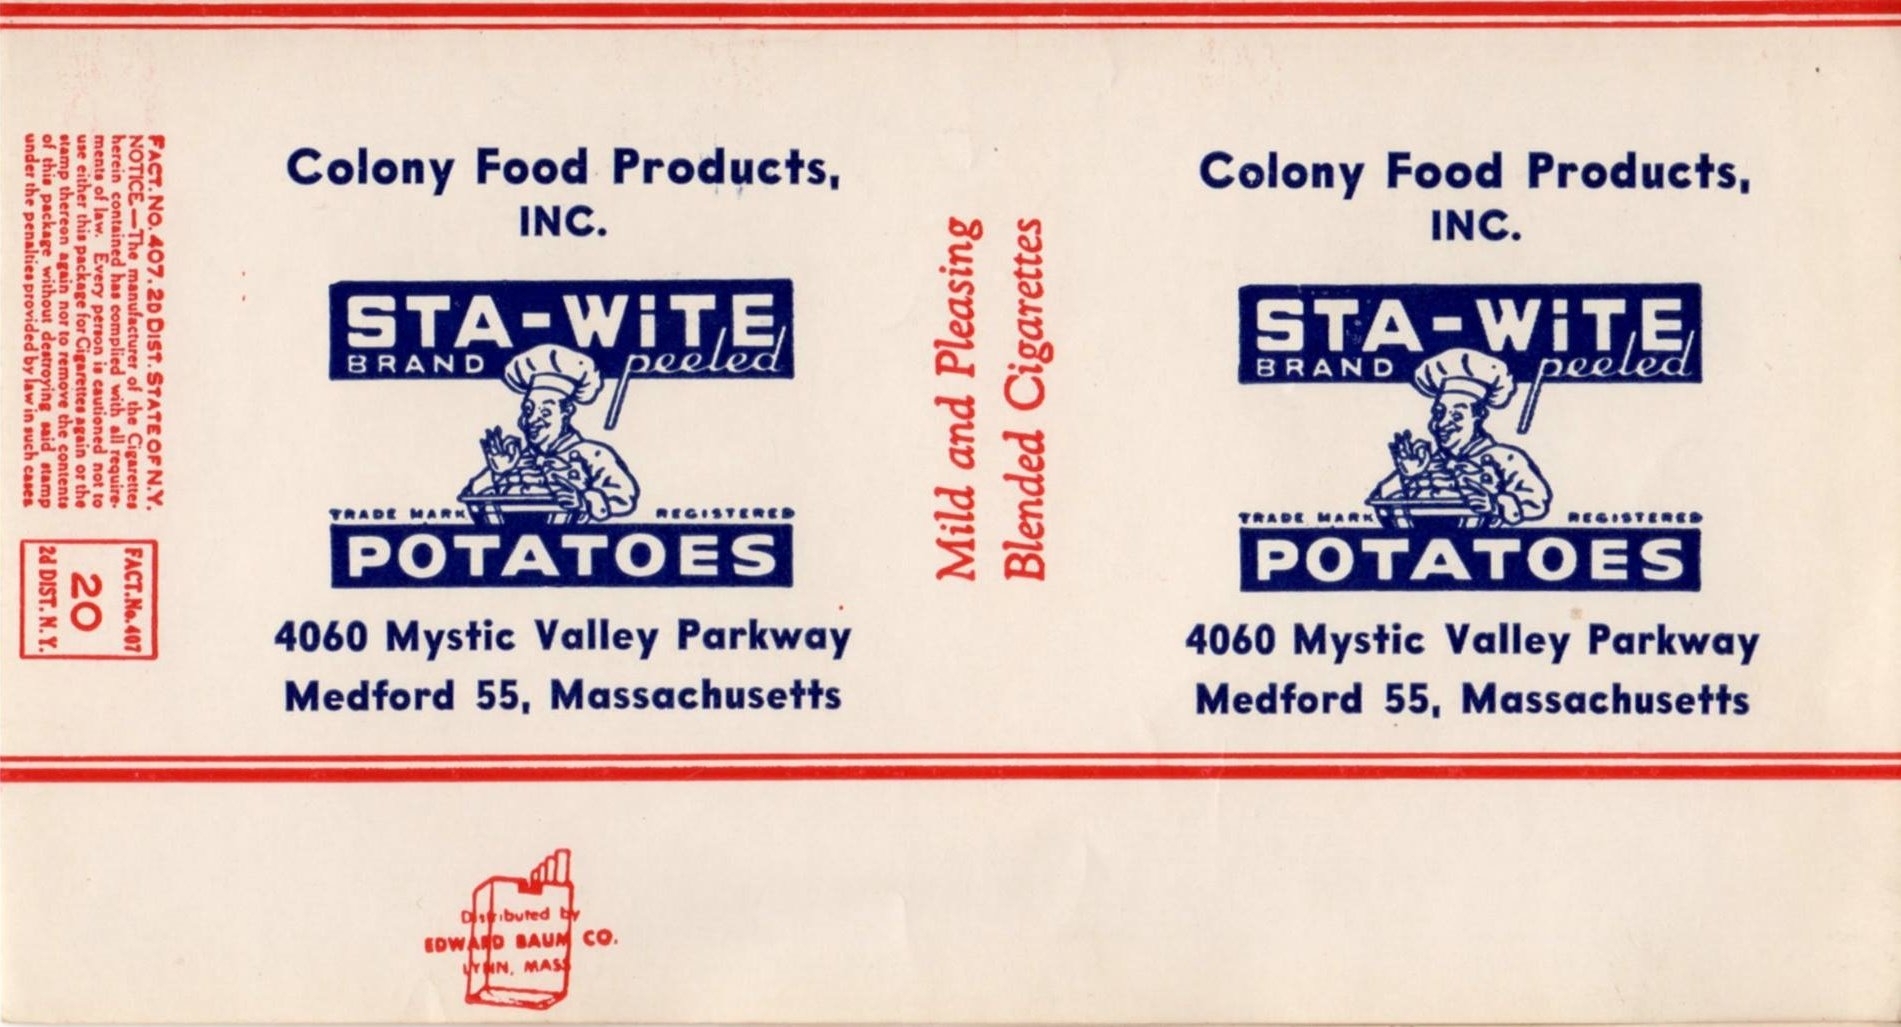 FACT. NO. 407. 2D DIST. STATE OF N.Y.
NOTICE.—The manufacturer of the Cigarettes
herein contained has complied with all require-
ments of law. Every person is cautioned not to
use either this package for Cigarettes again or the
stamp thereon again nor to remove the contents
of this package without destroying said stamp
under the penalties provided by law in such cases
FACT. No. 407
20
2d DIST. N. Y.
Colony Food Products,
INC.
STA-WiTE
BRAND peeled
TRADE MARK REGISTERED
POTATOES
4060 Mystic Valley Parkway
Medford 55, Massachusetts
Mild and Pleasing
Blended Cigarettes
Colony Food Products,
INC.
STA-WiTE
BRAND peeled
TRADE MARK REGISTERED
POTATOES
4060 Mystic Valley Parkway
Medford 55, Massachusetts
Distributed by
EDWARD BAUM CO.
LYNN, MASS